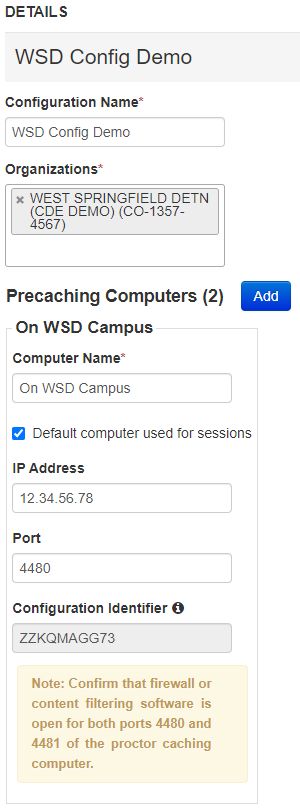 DETAILS
WSD Config Demo
Configuration Name*
WSD Config Demo
Organizations*
× WEST SPRINGFIELD DETN
(CDE DEMO) (CO-1357-
4567)
Precaching Computers (2) Add
On WSD Campus
Computer Name*
On WSD Campus
Default computer used for sessions
IP Address
12.34.56.78
Port
4480
Configuration Identifier
ZZKQMAGG73
Note: Confirm that firewall or
content filtering software is
open for both ports 4480 and
4481 of the proctor caching
computer.